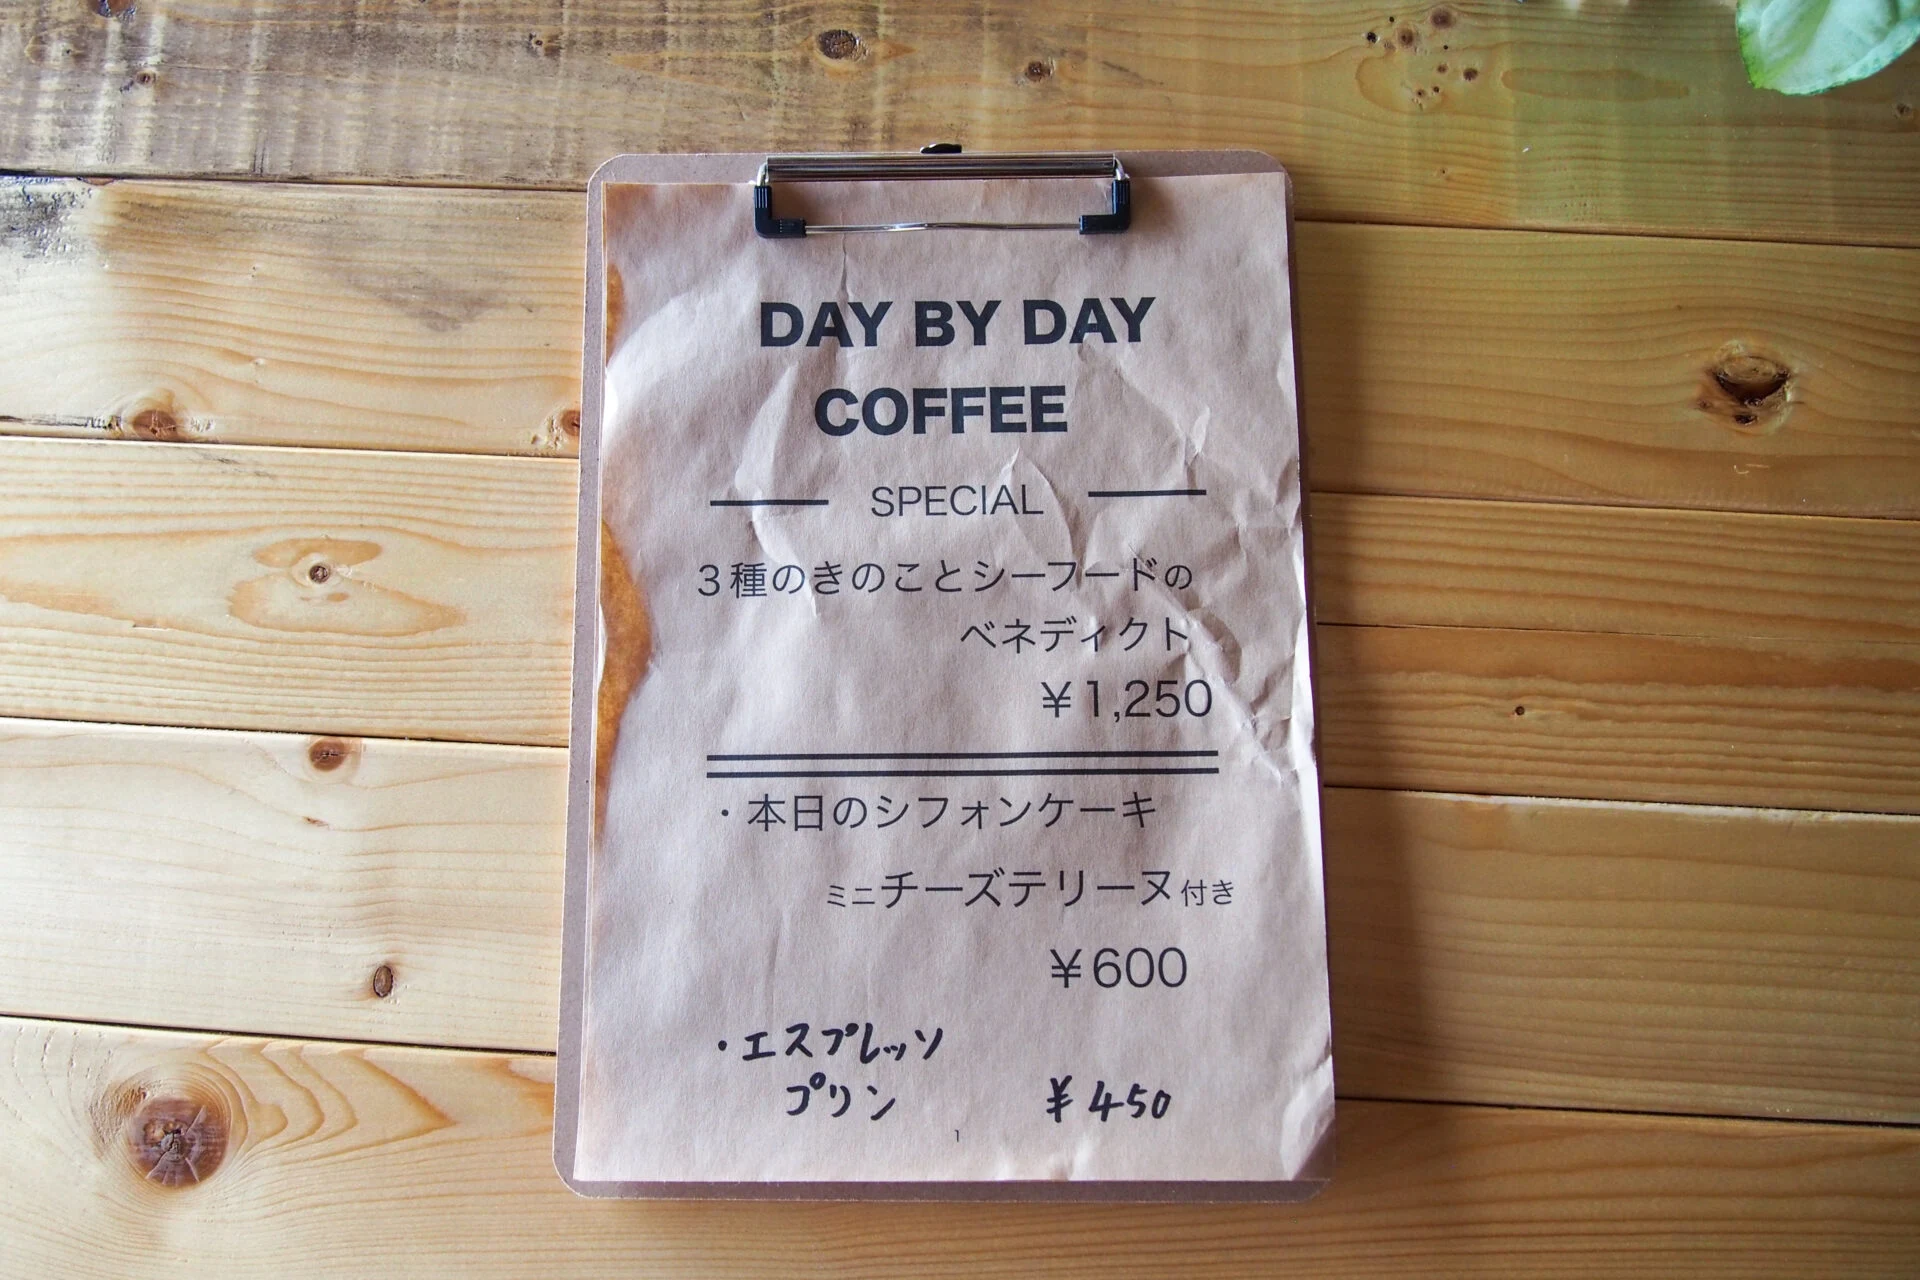 DAY BY DAY
COFFEE
SPECIAL
3種のきのことシーフードの
ベネディクト
¥1,250
・本日のシフォンケーキ
ミニチーズテリーヌ付き
¥600
・エスプレッソ
プリン ¥450
1